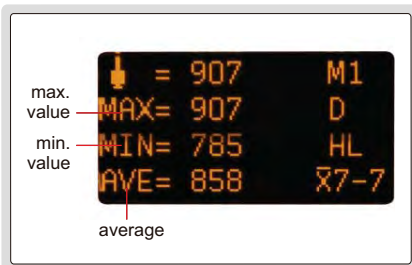 = 907 M1
max. value
MAX= 907 D
min. value
MIN= 785 HL
AVE= 858 x̄7-7
average